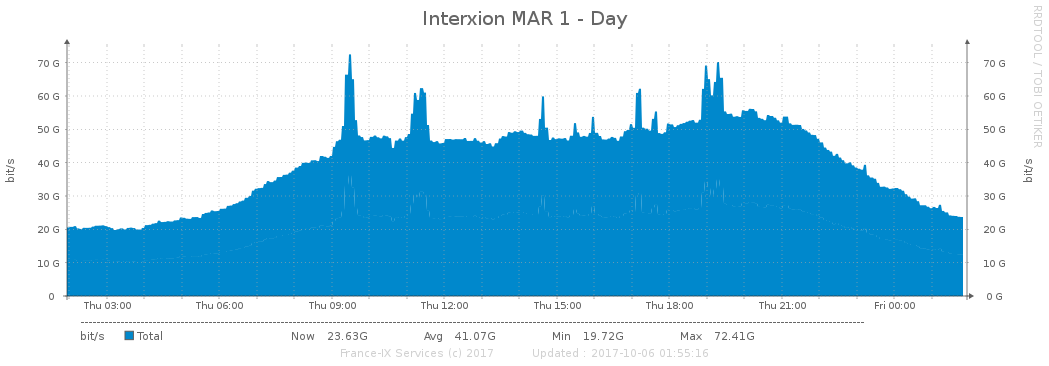 Interxion MAR 1 - Day
RRDTOOL / TOBI OETIKER
bit/s
bit/s
70 G 70 G
60 G 60 G
50 G 50 G
40 G 40 G
30 G 30 G
20 G 20 G
10 G 10 G
0 0 G
Thu 03:00 Thu 06:00 Thu 09:00 Thu 12:00 Thu 15:00 Thu 18:00 Thu 21:00 Fri 00:00
bit/s Total Now 23.63G Avg 41.07G Min 19.72G Max 72.41G
France-IX Services (c) 2017 Updated : 2017-10-06 01:55:16